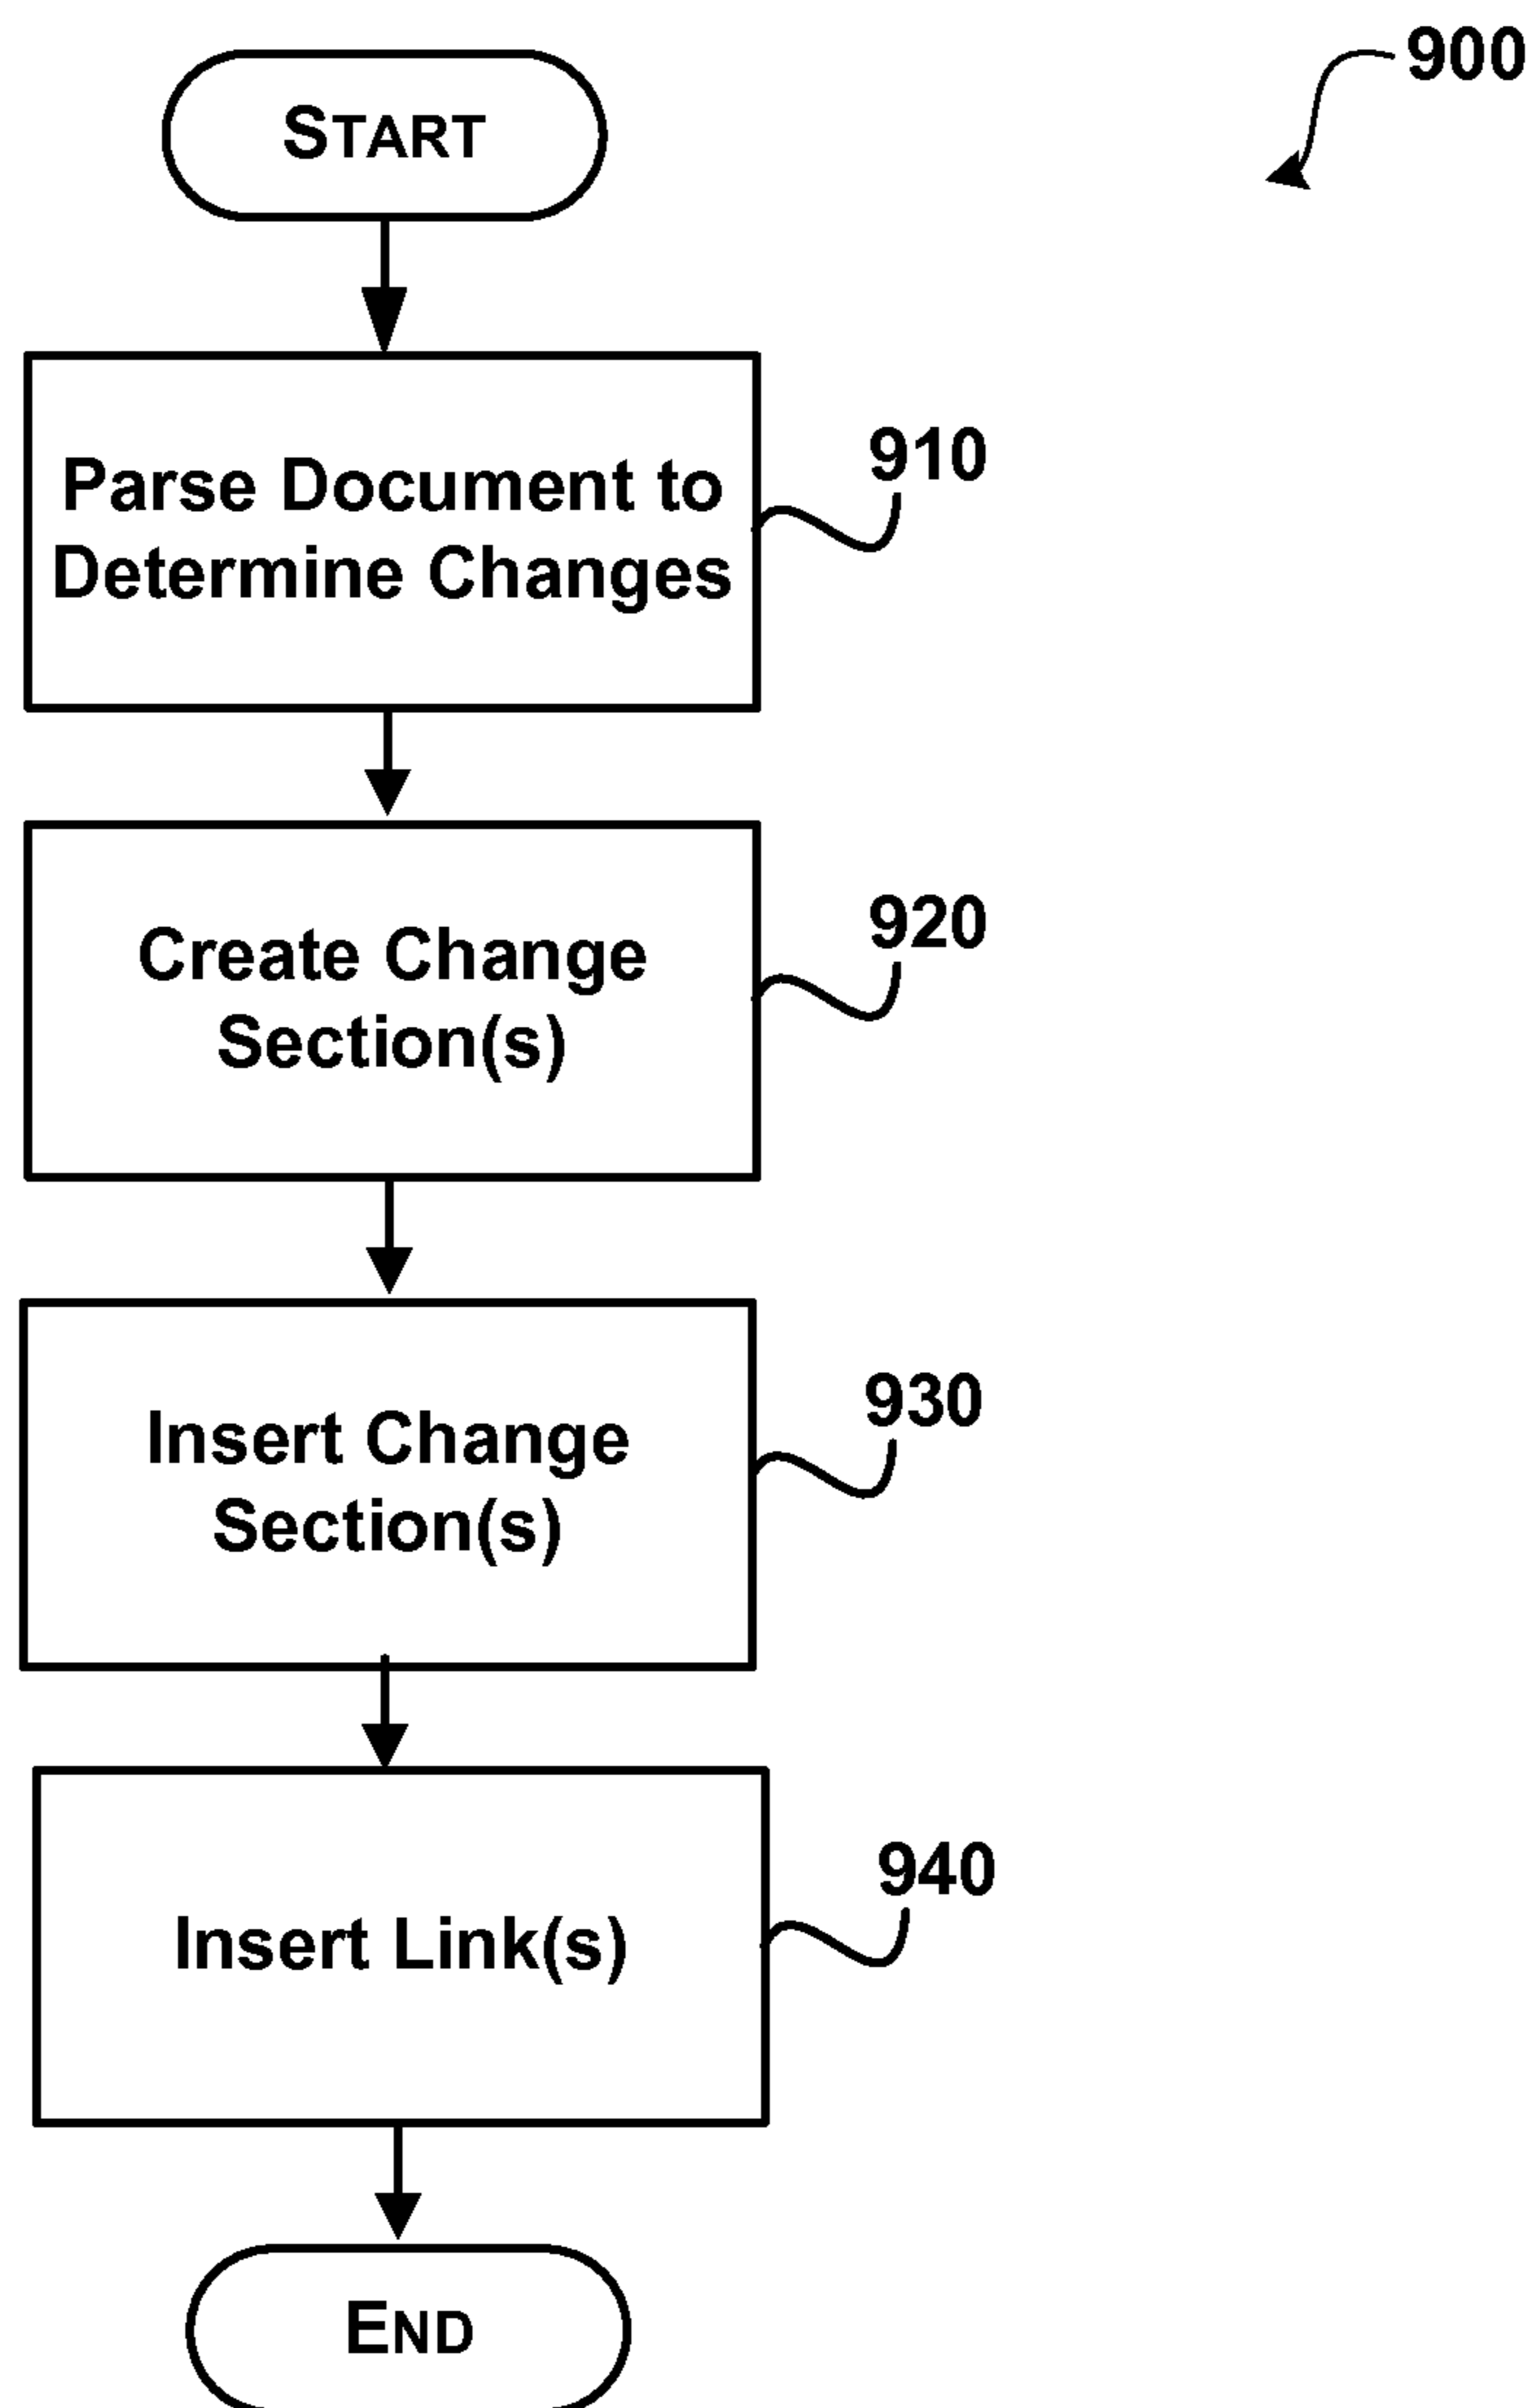 900
START
910
Parse Document to
Determine Changes
920
Create Change
Section(s)
930
Insert Change
Section(s)
940
Insert Link(s)
END